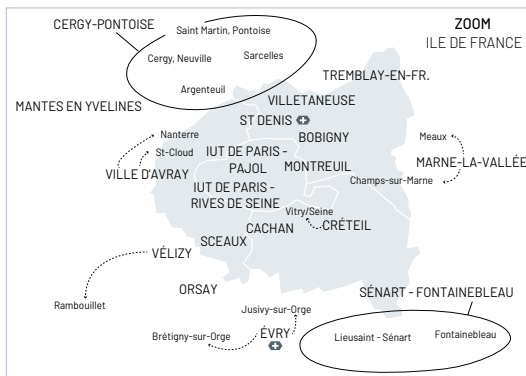 CERGY-PONTOISE
ZOOM
ILE DE FRANCE
Saint Martin, Pontoise
Cergy, Neuville
Sarcelles
Argenteuil
TREMBLAY-EN-FR.
MANTES EN YVELINES
VILLETANEUSE
ST DENIS
BOBIGNY
Nanterre
St-Cloud
VILLE D'AVRAY
IUT DE PARIS -
PAJOL
MONTREUIL
Meaux
MARNE-LA-VALLÉE
Champs-sur-Marne
IUT DE PARIS -
RIVES DE SEINE
Vitry/Seine
CRÉTEIL
CACHAN
SCEAUX
VÉLIZY
Rambouillet
ORSAY
SÉNART - FONTAINEBLEAU
Jusivy-sur-Orge
Brétigny-sur-Orge
ÉVRY
Lieusaint - Sénart
Fontainebleau